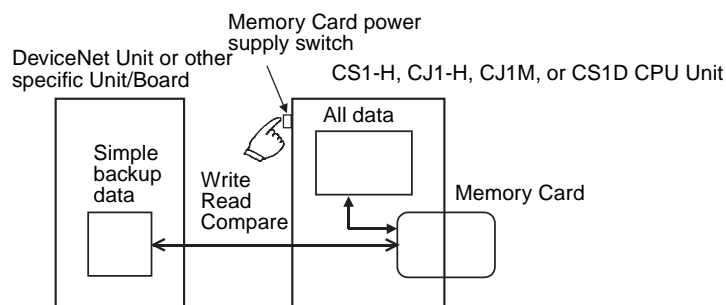 Memory Card power
supply switch
DeviceNet Unit or other
specific Unit/Board
CS1-H, CJ1-H, CJ1M, or CS1D CPU Unit
All data
Simple
backup
data
Write
Read
Compare
Memory Card